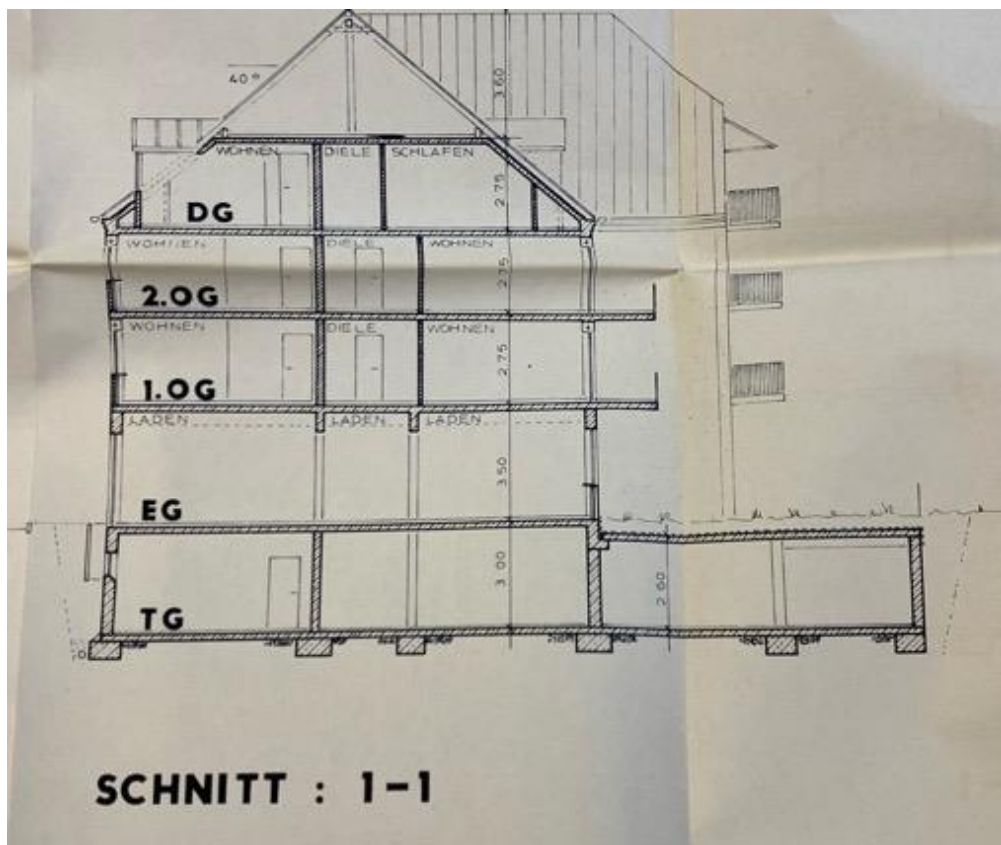 40°
3.60
WOHNEN DIELE SCHLAFEN
2.75
DG
WOHNEN DIELE WOHNEN
2.75
2.OG
WOHNEN DIELE WOHNEN
2.75
1.OG
LADEN LADEN LADEN
3.50
EG
3.00
2.60
TG
SCHNITT : 1-1